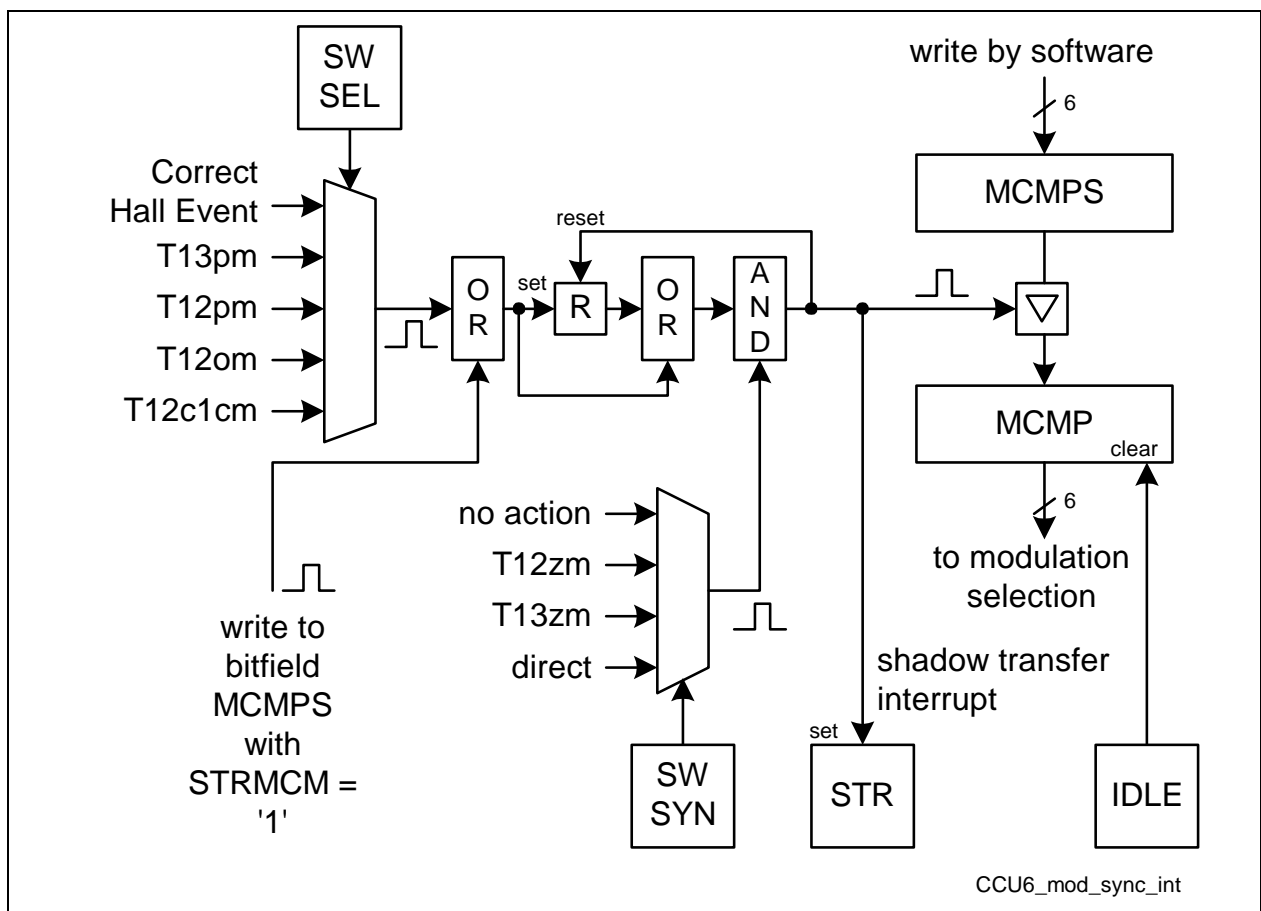 SW
SEL
write by software
6
Correct
Hall Event
MCMPS
T13pm
reset
O
R
set
R
O
R
A
N
D
T12pm
T12om
T12c1cm
MCMP
clear
6
no action
T12zm
T13zm
direct
to modulation
selection
write to
bitfield
MCMPS
with
STRMCM =
'1'
shadow transfer
interrupt
set
SW
SYN
STR
IDLE
CCU6_mod_sync_int